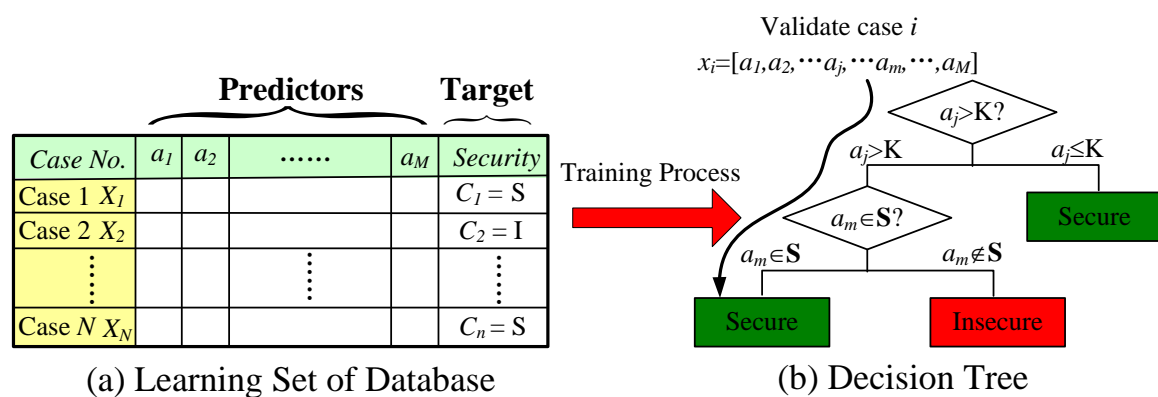 Predictors Target
Case No. a1 a2 ...... aM Security
Case 1 X1 C1 = S
Case 2 X2 C2 = I
Case N XN Cn = S
(a) Learning Set of Database
Training Process
Validate case i
xi=[a1,a2,···aj,···am,···,aM]
aj>K?
aj>K aj≤K
am∈S? Secure
am∈S am∉S
Secure Insecure
(b) Decision Tree